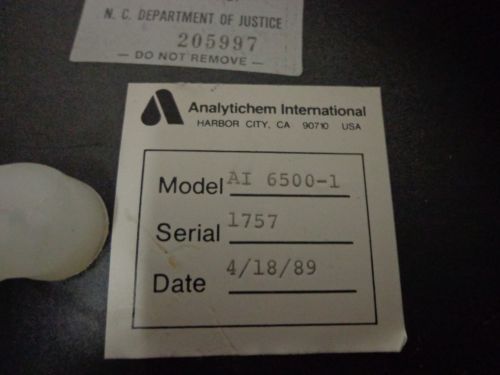 N. C. DEPARTMENT OF JUSTICE
205997
— DO NOT REMOVE —
Analytichem International
HARBOR CITY, CA 90710 USA
Model AI 6500-1
Serial 1757
Date 4/18/89